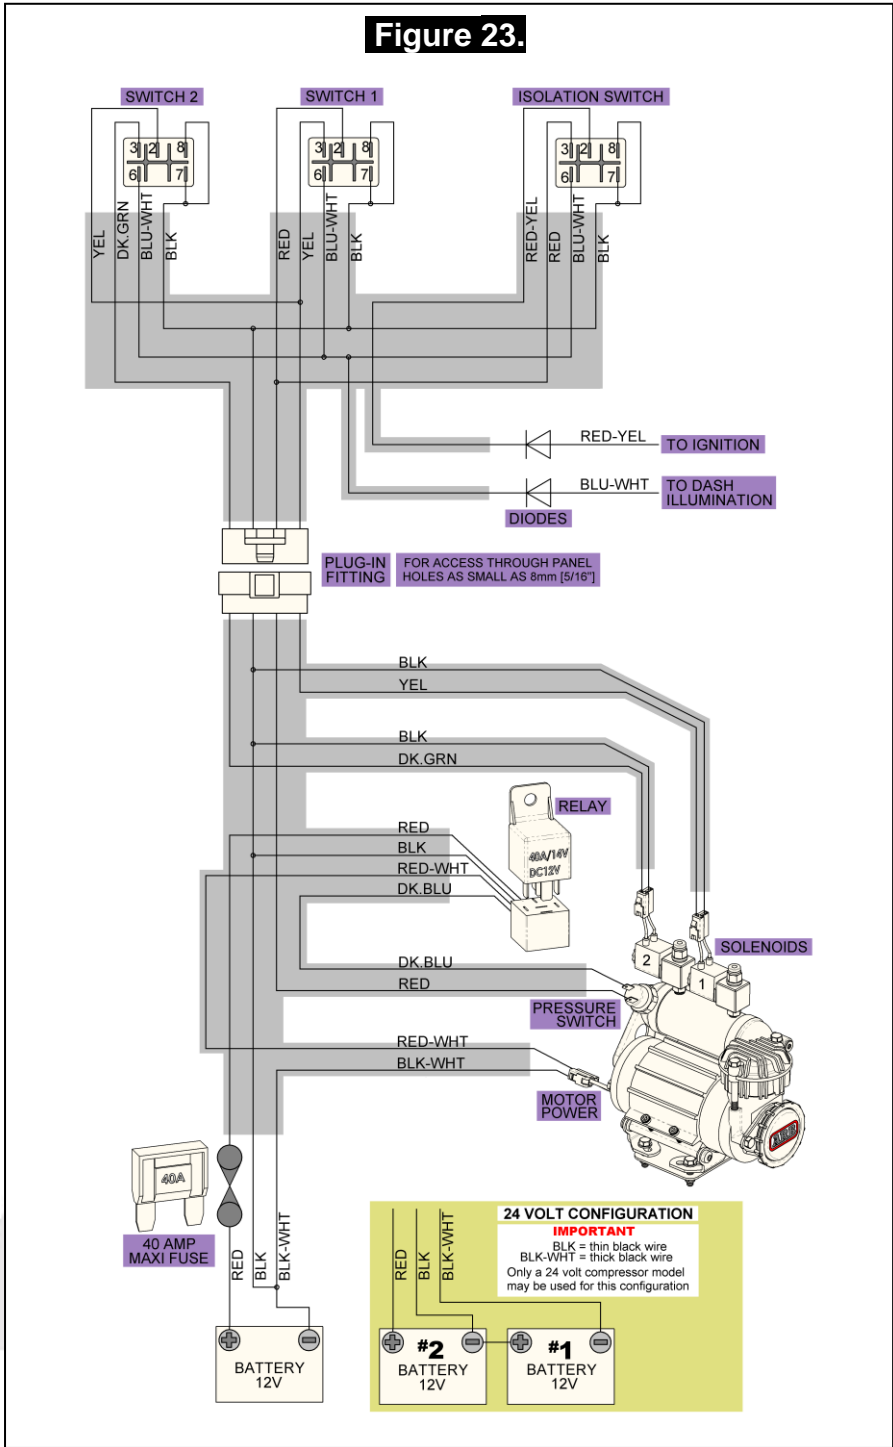 Figure 23.
SWITCH 2
SWITCH 1
ISOLATION SWITCH
3 2 8
6 7
3 2 8
6 7
3 2 8
6 7
YEL
DK.GRN
BLU-WHT
BLK
RED
YEL
BLU-WHT
BLK
RED-YEL
RED
BLU-WHT
BLK
RED-YEL
TO IGNITION
BLU-WHT
TO DASH
ILLUMINATION
DIODES
PLUG-IN
FITTING
FOR ACCESS THROUGH PANEL
HOLES AS SMALL AS 8mm [5/16"]
BLK
YEL
BLK
DK.GRN
RELAY
40A/14V
DC12V
RED
BLK
RED-WHT
DK.BLU
SOLENOIDS
2
1
DK.BLU
RED
PRESSURE
SWITCH
RED-WHT
BLK-WHT
MOTOR
POWER
ARB
40A
40 AMP
MAXI FUSE
RED
BLK
BLK-WHT
BATTERY
12V
24 VOLT CONFIGURATION
IMPORTANT
BLK = thin black wire
BLK-WHT = thick black wire
Only a 24 volt compressor model
may be used for this configuration
RED
BLK
BLK-WHT
#2
BATTERY
12V
#1
BATTERY
12V